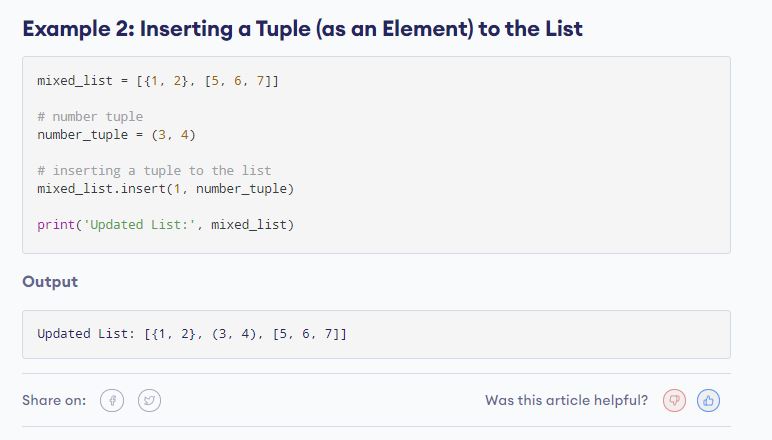 Example 2: Inserting a Tuple (as an Element) to the List
mixed_list = [{1, 2}, [5, 6, 7]]
# number tuple
number_tuple = (3, 4)
# inserting a tuple to the list
mixed_list.insert(1, number_tuple)
print('Updated List:', mixed_list)
Output
Updated List: [{1, 2}, (3, 4), [5, 6, 7]]
Share on:
Was this article helpful?